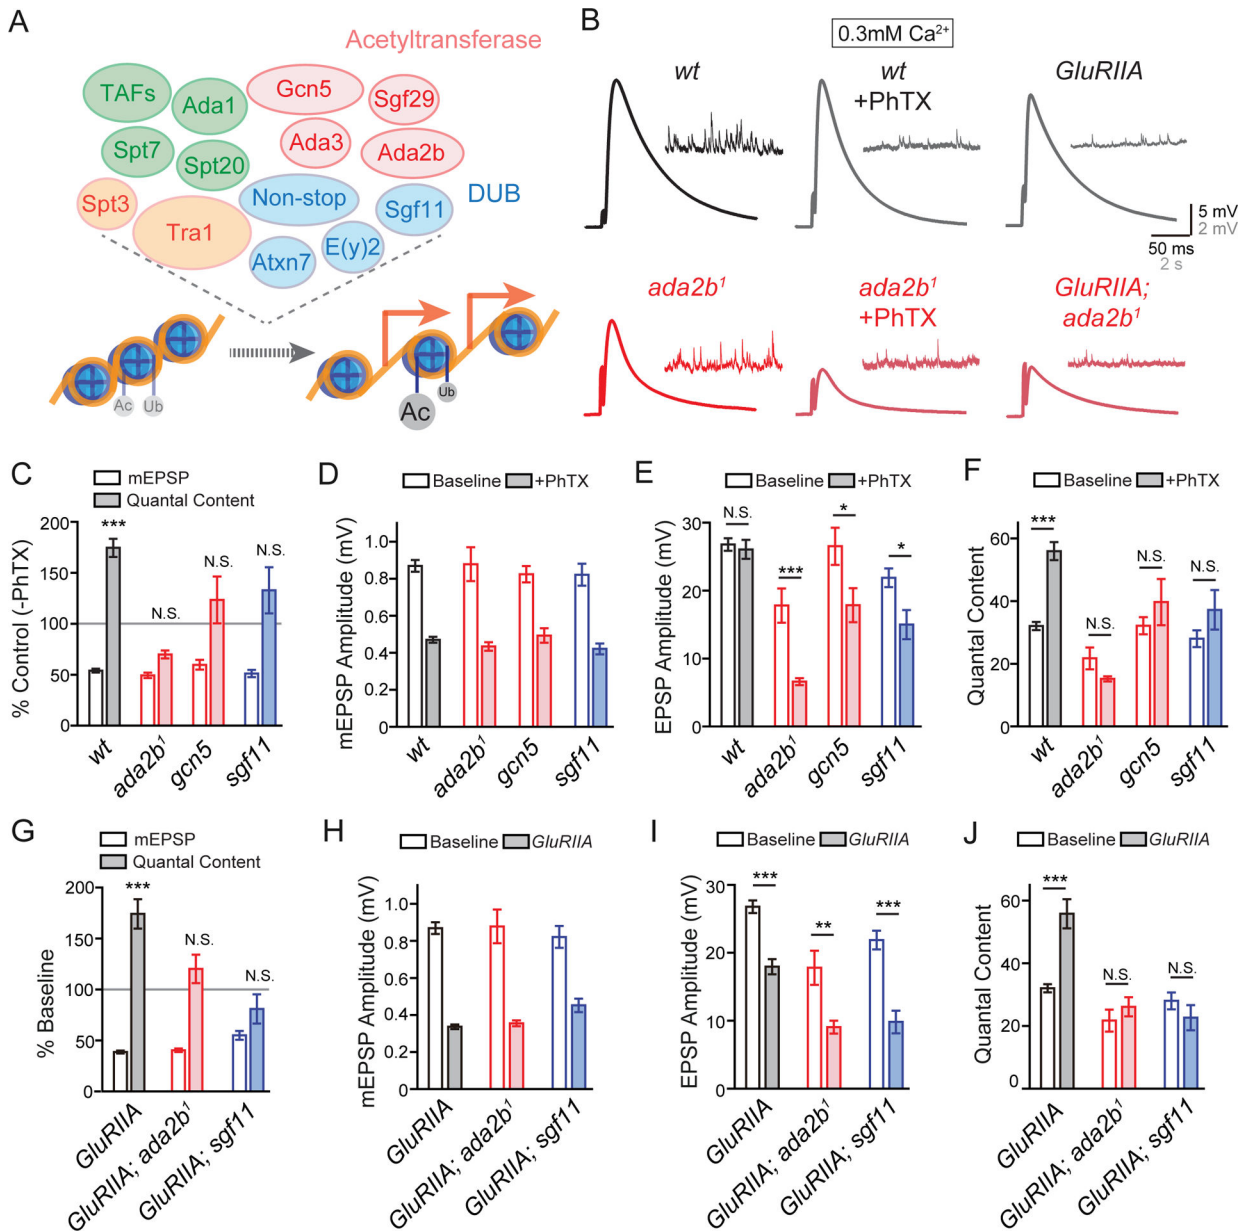 A
Acetyltransferase
TAFs
Ada1
Gcn5
Sgf29
Spt7
Spt20
Ada3
Ada2b
Spt3
Tra1
Non-stop
Sgf11
DUB
Atxn7
E(y)2
Ac
Ub
Ac
Ub
B
0.3mM Ca²⁺
wt
wt
+PhTX
GluRIIA
5 mV
2 mV
50 ms
2 s
ada2b¹
ada2b¹
+PhTX
GluRIIA;
ada2b¹
C
mEPSP
Quantal Content
% Control (-PhTX)
200
150
100
50
0
***
N.S.
N.S.
N.S.
wt
ada2b¹
gcn5
sgf11
D
Baseline
+PhTX
mEPSP Amplitude (mV)
1.0
0.8
0.6
0.4
0.2
0
wt
ada2b¹
gcn5
sgf11
E
Baseline
+PhTX
EPSP Amplitude (mV)
30
20
10
0
N.S.
***
*
*
wt
ada2b¹
gcn5
sgf11
F
Baseline
+PhTX
Quantal Content
60
40
20
0
***
N.S.
N.S.
N.S.
wt
ada2b¹
gcn5
sgf11
G
mEPSP
Quantal Content
% Baseline
200
150
100
50
0
***
N.S.
N.S.
GluRIIA
GluRIIA; ada2b¹
GluRIIA; sgf11
H
Baseline
GluRIIA
mEPSP Amplitude (mV)
1.0
0.8
0.6
0.4
0.2
0
GluRIIA
GluRIIA; ada2b¹
GluRIIA; sgf11
I
Baseline
GluRIIA
EPSP Amplitude (mV)
30
20
10
0
***
**
***
GluRIIA
GluRIIA; ada2b¹
GluRIIA; sgf11
J
Baseline
GluRIIA
Quantal Content
60
40
20
0
***
N.S.
N.S.
GluRIIA
GluRIIA; ada2b¹
GluRIIA; sgf11